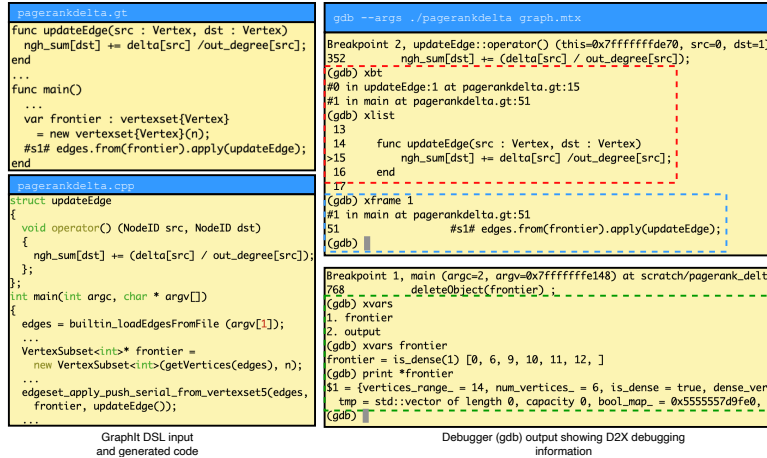 pagerankdelta.gt
func updateEdge(src : Vertex, dst : Vertex)
ngh_sum[dst] += delta[src] /out_degree[src];
end
...
func main()
...
var frontier : vertexset{Vertex}
= new vertexset{Vertex}(n);
#s1# edges.from(frontier).apply(updateEdge);
end
pagerankdelta.cpp
struct updateEdge
{
void operator() (NodeID src, NodeID dst)
{
ngh_sum[dst] += (delta[src] / out_degree[src]);
};
};
int main(int argc, char * argv[])
{
edges = builtin_loadEdgesFromFile (argv[1]);
...
VertexSubset<int>* frontier =
new VertexSubset<int>(getVertices(edges), n);
...
edgeset_apply_push_serial_from_vertexset5(edges,
frontier, updateEdge());
...
GraphIt DSL input
and generated code
gdb --args ./pagerankdelta graph.mtx
Breakpoint 2, updateEdge::operator() (this=0x7fffffffde70, src=0, dst=1)
352 ngh_sum[dst] += (delta[src] / out_degree[src]);
(gdb) xbt
#0 in updateEdge:1 at pagerankdelta.gt:15
#1 in main at pagerankdelta.gt:51
(gdb) xlist
13
14 func updateEdge(src : Vertex, dst : Vertex)
>15 ngh_sum[dst] += delta[src] /out_degree[src];
16 end
17
(gdb) xframe 1
#1 in main at pagerankdelta.gt:51
51 #s1# edges.from(frontier).apply(updateEdge);
(gdb)
Breakpoint 1, main (argc=2, argv=0x7fffffffe148) at scratch/pagerank_delt
768 deleteObject(frontier) ;
(gdb) xvars
1. frontier
2. output
(gdb) xvars frontier
frontier = is_dense(1) [0, 6, 9, 10, 11, 12, ]
(gdb) print *frontier
$1 = {vertices_range_ = 14, num_vertices_ = 6, is_dense = true, dense_ver
tmp = std::vector of length 0, capacity 0, bool_map_ = 0x5555557d9fe0,
(gdb)
Debugger (gdb) output showing D2X debugging
information